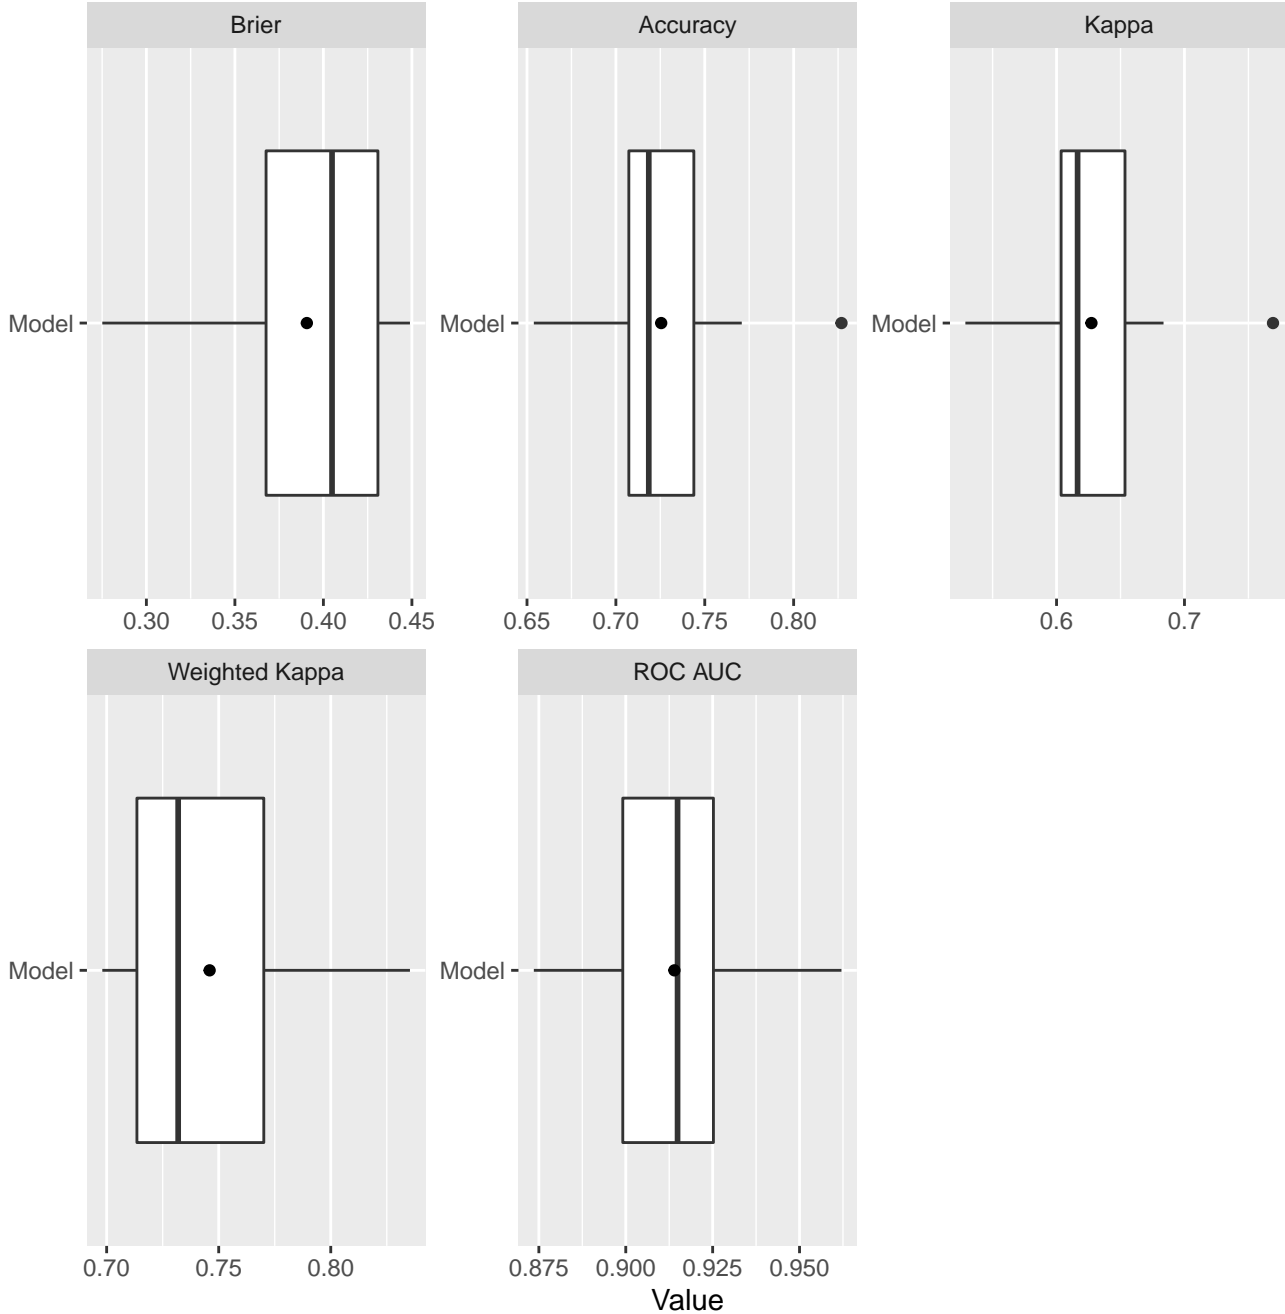 Brier
Accuracy
Kappa
Model
Model
Model
0.30 0.35 0.40 0.45
0.65 0.70 0.75 0.80
0.6 0.7
Weighted Kappa
ROC AUC
Model
Model
0.70 0.75 0.80
0.875 0.900 0.925 0.950
Value